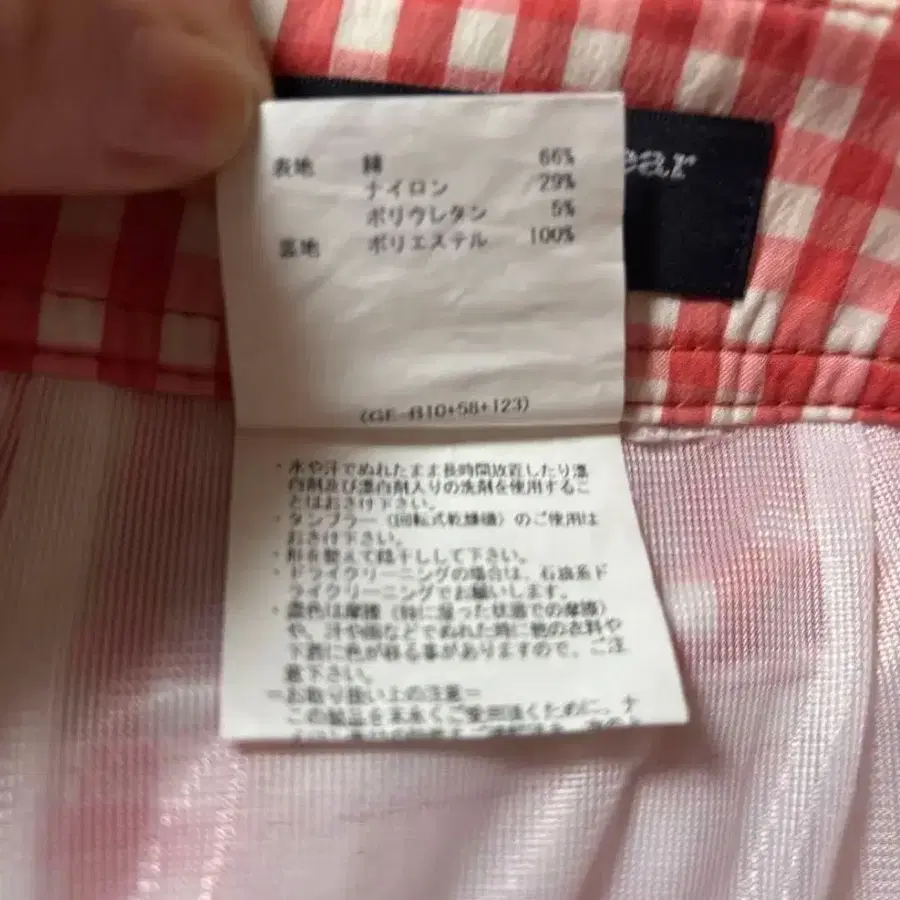 ear
表地 綿 66%
ナイロン 29%
ポリウレタン 5%
裏地 ポリエステル 100%
(GE-B10+58+123)
・水や汗でぬれたまま長時間放置したり漂
白剤及び漂白剤入りの洗剤を使用するこ
とはおさけ下さい。
・タンブラー(回転式乾燥機)のご使用は
おさけ下さい。
・形を整えて陰干しして下さい。
・ドライクリーニングの場合は、石油系ド
ライクリーニングでお願いします。
・濃色は摩擦(特に湿った状態での摩擦)
や、汗や雨などでぬれた時に他の衣料や
下着に色が移る事がありますので、ご注
意下さい。
=お取り扱い上の注意=
この製品を末永くご使用頂くために、ナ